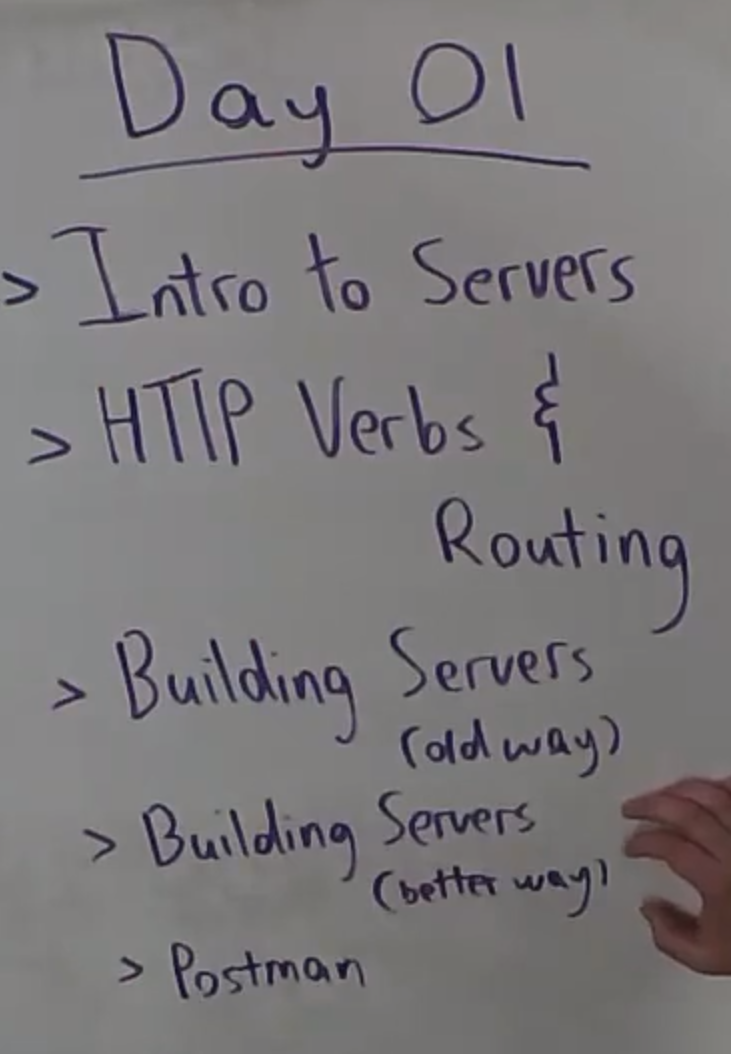 Day 01
> Intro to Servers
> HTTP Verbs &
Routing
> Building Servers
(old way)
> Building Servers
(better way)
> Postman